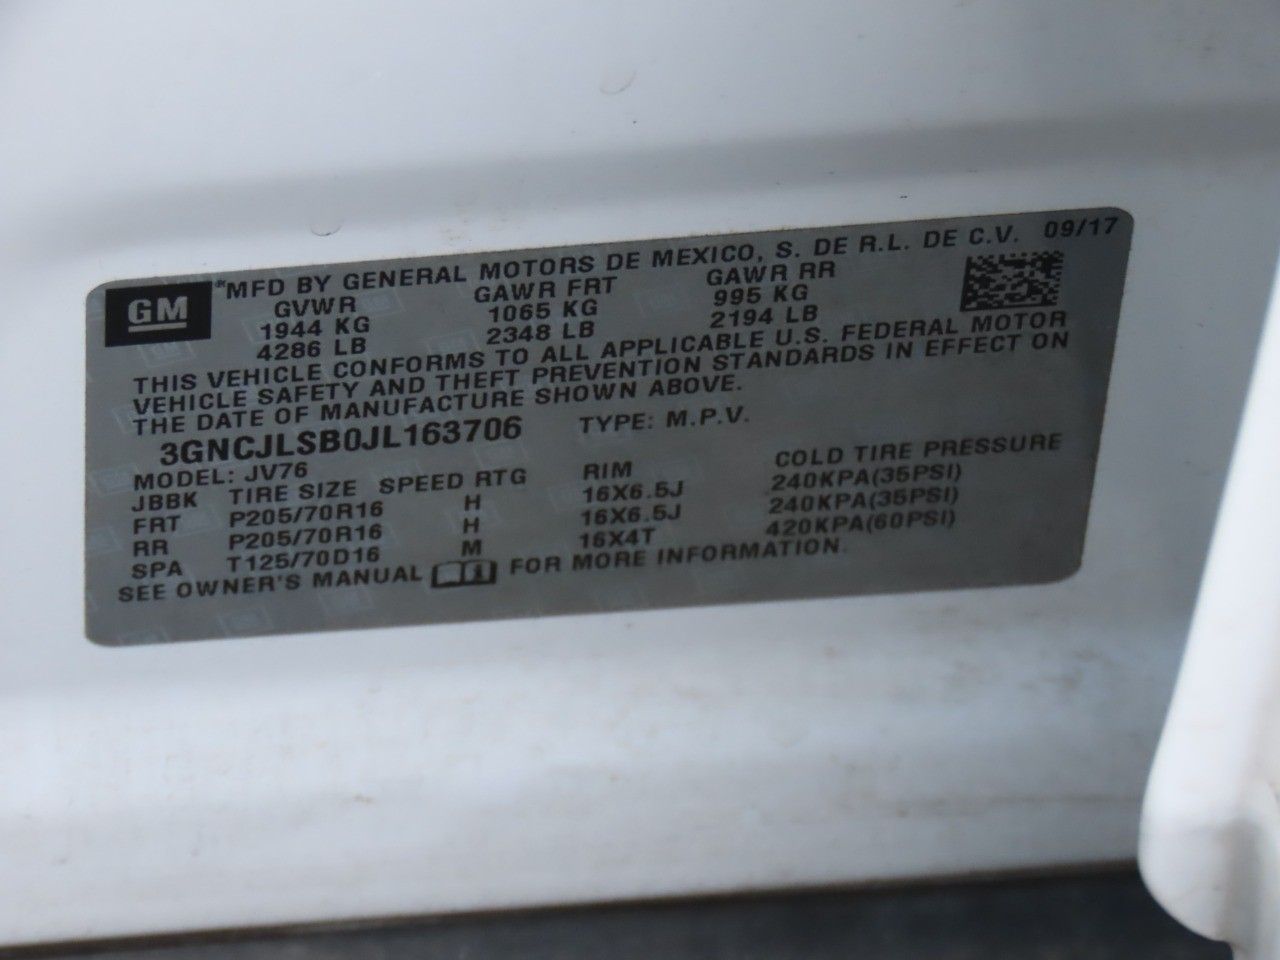 GM
*MFD BY GENERAL MOTORS DE MEXICO, S. DE R.L. DE C.V. 09/17
GVWR GAWR FRT GAWR RR
1944 KG 1065 KG 995 KG
4286 LB 2348 LB 2194 LB
THIS VEHICLE CONFORMS TO ALL APPLICABLE U.S. FEDERAL MOTOR
VEHICLE SAFETY AND THEFT PREVENTION STANDARDS IN EFFECT ON
THE DATE OF MANUFACTURE SHOWN ABOVE.
3GNCJLSB0JL163706 TYPE: M.P.V.
MODEL: JV76
JBBK TIRE SIZE SPEED RTG RIM COLD TIRE PRESSURE
FRT P205/70R16 H 16X6.5J 240KPA(35PSI)
RR P205/70R16 H 16X6.5J 240KPA(35PSI)
SPA T125/70D16 M 16X4T 420KPA(60PSI)
SEE OWNER'S MANUAL FOR MORE INFORMATION.